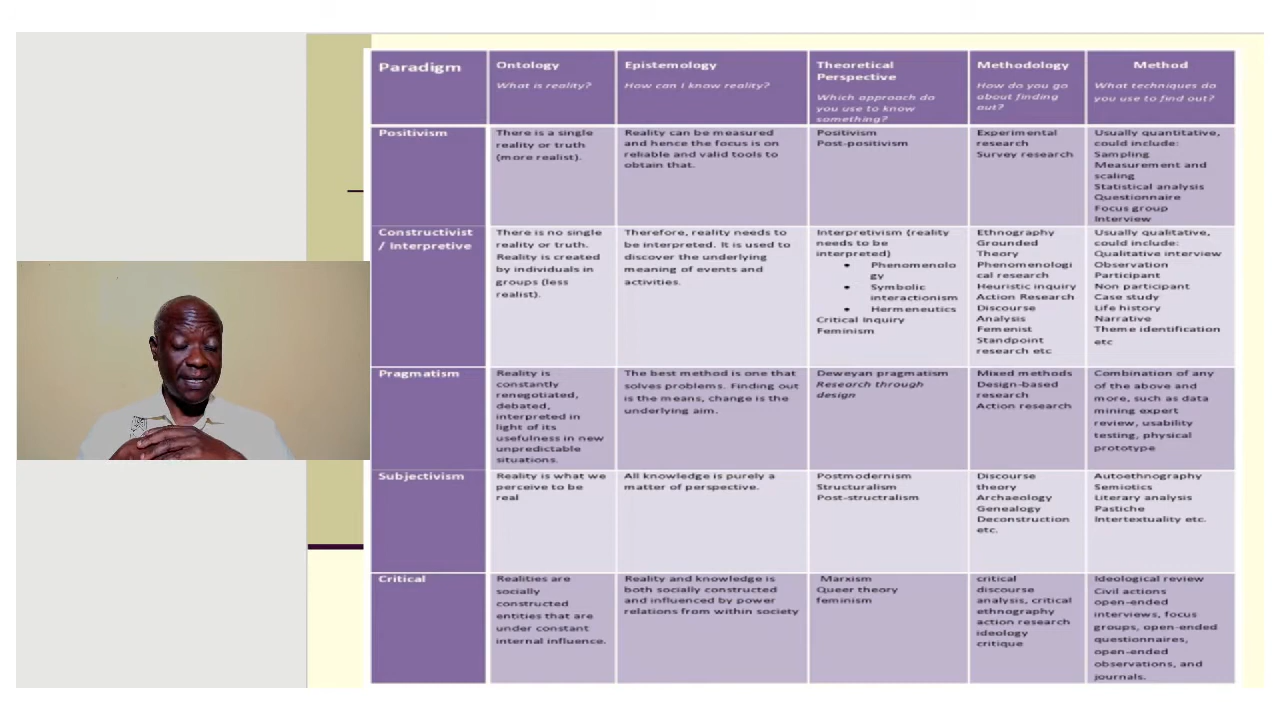 Paradigm
Ontology
What is reality?
Epistemology
How can I know reality?
Theoretical
Perspective
Which approach do
you use to know
something?
Methodology
How do you go
about finding
out?
Method
What techniques do
you use to find out?
Positivism
There is a single
reality or truth
(more realist).
Reality can be measured
and hence the focus is on
reliable and valid tools to
obtain that.
Positivism
Post-positivism
Experimental
research
Survey research
Usually quantitative,
could include:
Sampling
Measurement and
scaling
Statistical analysis
Questionnaire
Focus group
Interview
Constructivist
/ Interpretive
There is no single
reality or truth.
Reality is created
by individuals in
groups (less
realist).
Therefore, reality needs to
be interpreted. It is used to
discover the underlying
meaning of events and
activities.
Interpretivism (reality
needs to be
interpreted)
• Phenomenolo
gy
• Symbolic
interactionism
• Hermeneutics
Critical Inquiry
Feminism
Ethnography
Grounded
Theory
Phenomenologi
cal research
Heuristic inquiry
Action Research
Discourse
Analysis
Femenist
Standpoint
research etc
Usually qualitative,
could include:
Qualitative interview
Observation
Participant
Non participant
Case study
Life history
Narrative
Theme identification
etc
Pragmatism
Reality is
constantly
renegotiated,
debated,
interpreted in
light of its
usefulness in new
unpredictable
situations.
The best method is one that
solves problems. Finding out
is the means, change is the
underlying aim.
Deweyan pragmatism
Research through
design
Mixed methods
Design-based
research
Action research
Combination of any
of the above and
more, such as data
mining expert
review, usability
testing, physical
prototype
Subjectivism
Reality is what we
perceive to be
real
All knowledge is purely a
matter of perspective.
Postmodernism
Structuralism
Post-structralism
Discourse
theory
Archaeology
Genealogy
Deconstruction
etc.
Autoethnography
Semiotics
Literary analysis
Pastiche
Intertextuality etc.
Critical
Realities are
socially
constructed
entities that are
under constant
internal influence.
Reality and knowledge is
both socially constructed
and influenced by power
relations from within society
Marxism
Queer theory
feminism
critical
discourse
analysis, critical
ethnography
action research
ideology
critique
Ideological review
Civil actions
open-ended
interviews, focus
groups, open-ended
questionnaires,
open-ended
observations, and
journals.